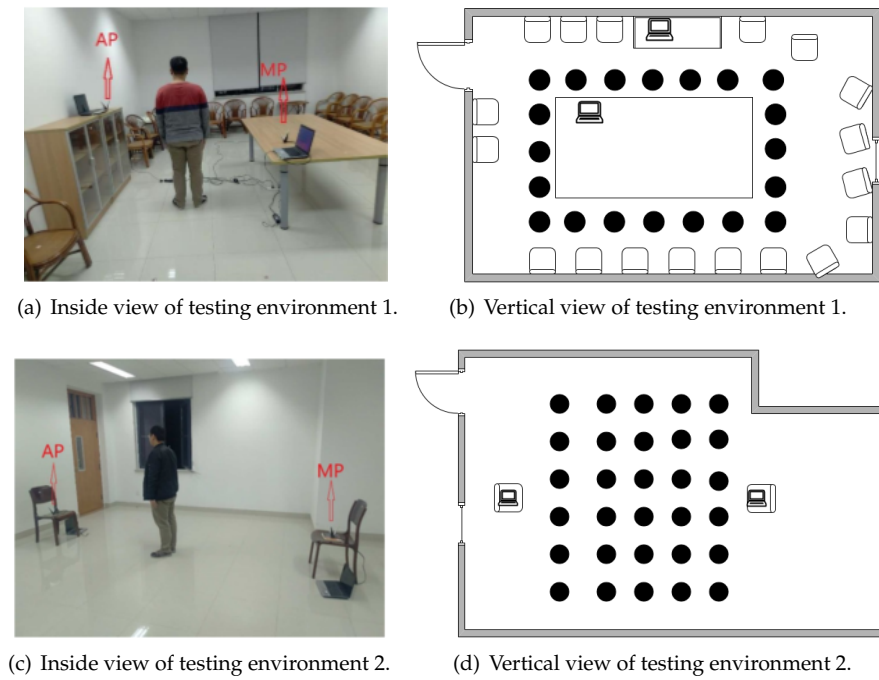 AP
MP
(a) Inside view of testing environment 1.
(b) Vertical view of testing environment 1.
AP
MP
(c) Inside view of testing environment 2.
(d) Vertical view of testing environment 2.